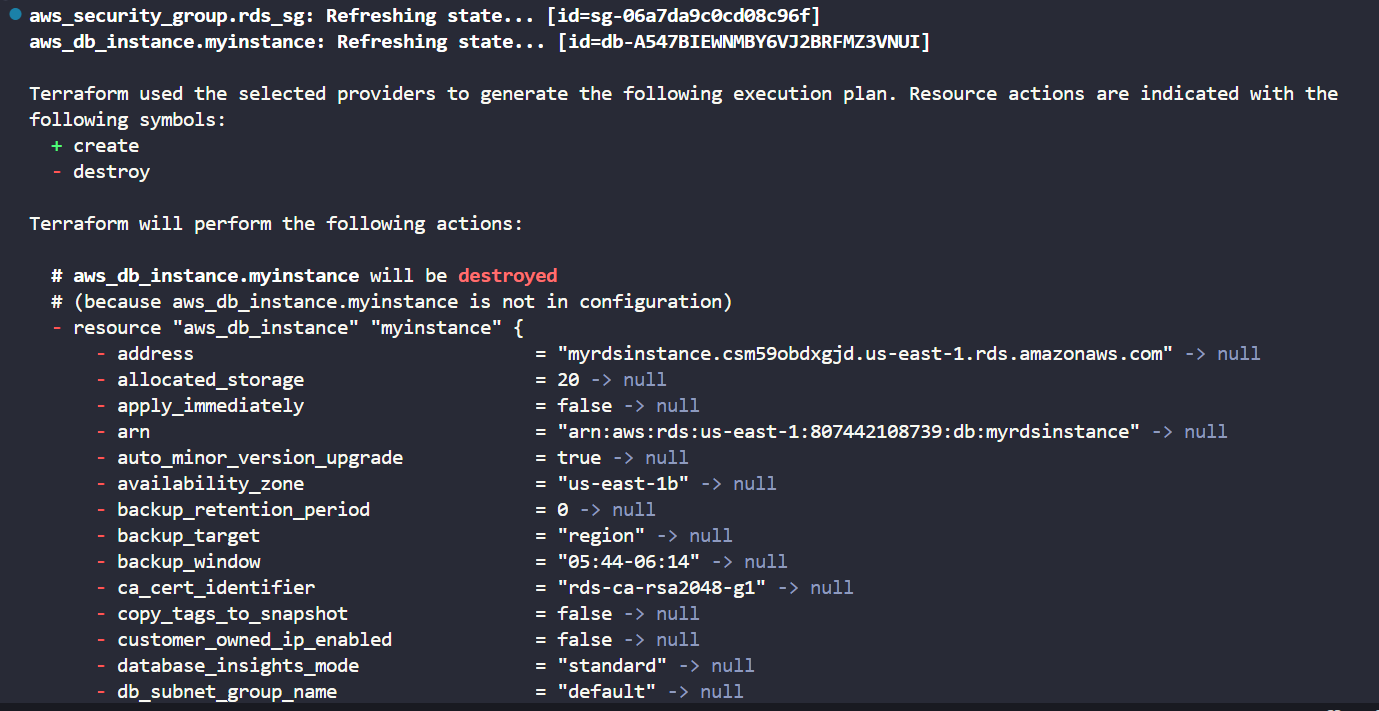 aws_security_group.rds_sg: Refreshing state... [id=sg-06a7da9c0cd08c96f]
aws_db_instance.myinstance: Refreshing state... [id=db-A547BIEWNMBY6VJ2BRFMZ3VNUI]
Terraform used the selected providers to generate the following execution plan. Resource actions are indicated with the
following symbols:
+ create
- destroy
Terraform will perform the following actions:
# aws_db_instance.myinstance will be destroyed
# (because aws_db_instance.myinstance is not in configuration)
- resource "aws_db_instance" "myinstance" {
- address = "myrdsinstance.csm59obdxgjd.us-east-1.rds.amazonaws.com" -> null
- allocated_storage = 20 -> null
- apply_immediately = false -> null
- arn = "arn:aws:rds:us-east-1:807442108739:db:myrdsinstance" -> null
- auto_minor_version_upgrade = true -> null
- availability_zone = "us-east-1b" -> null
- backup_retention_period = 0 -> null
- backup_target = "region" -> null
- backup_window = "05:44-06:14" -> null
- ca_cert_identifier = "rds-ca-rsa2048-g1" -> null
- copy_tags_to_snapshot = false -> null
- customer_owned_ip_enabled = false -> null
- database_insights_mode = "standard" -> null
- db_subnet_group_name = "default" -> null